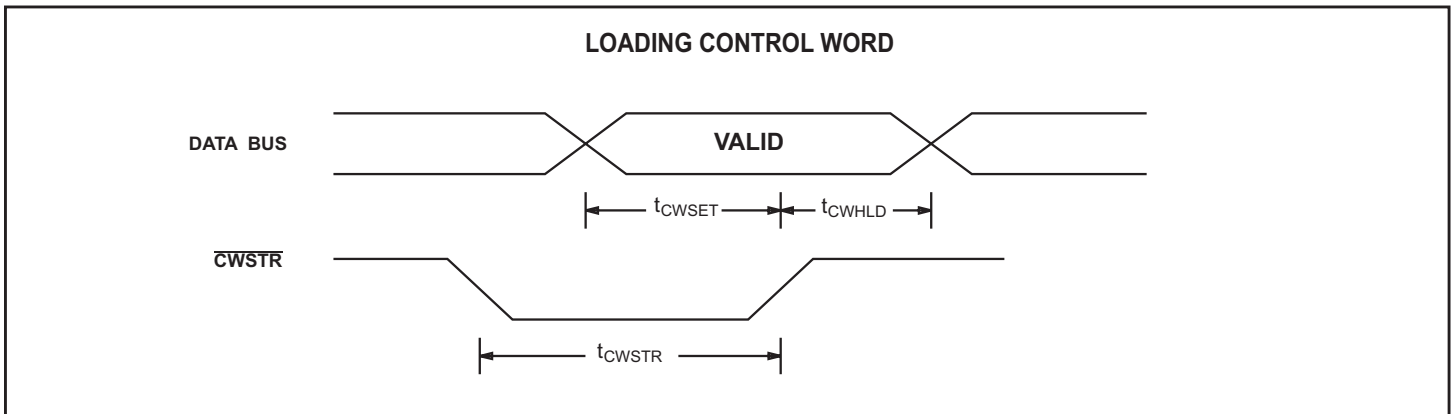 LOADING CONTROL WORD
DATA BUS
VALID
tCWSET
tCWHLD
CWSTR
tCWSTR